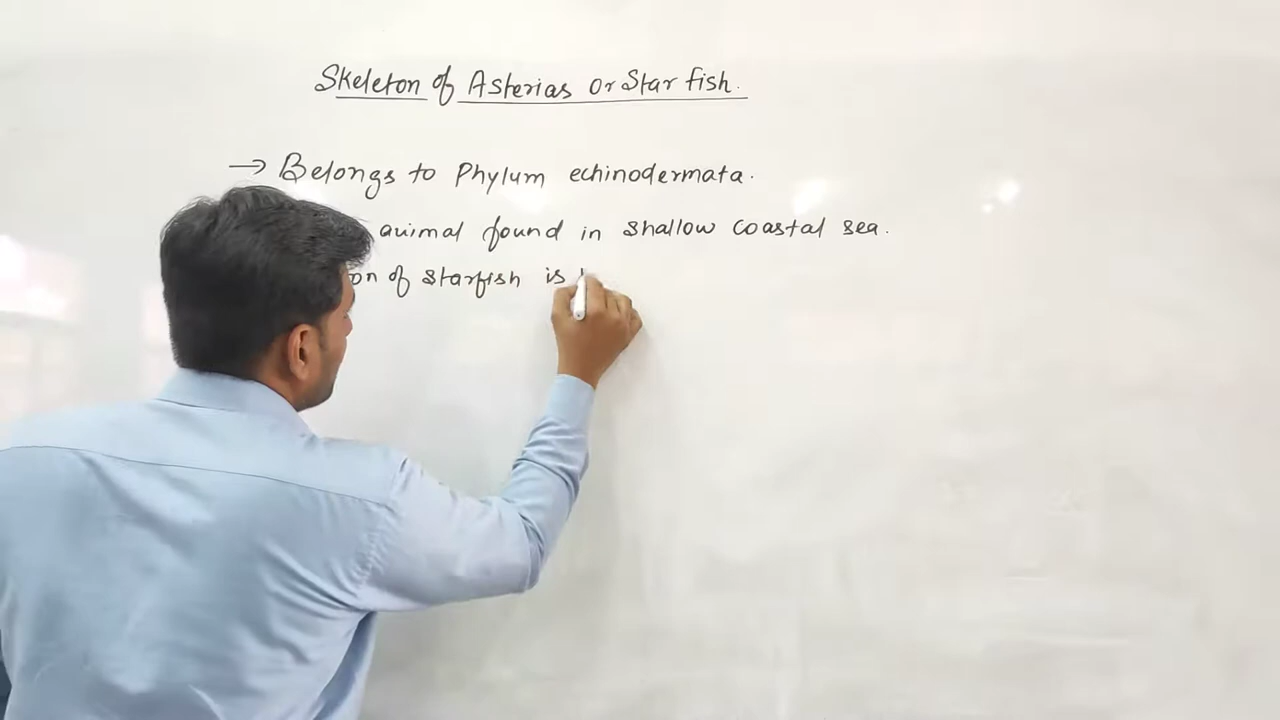 Skeleton of Asterias Or Star fish.
→ Belongs to Phylum echinodermata.
animal found in shallow coastal sea.
of starfish is